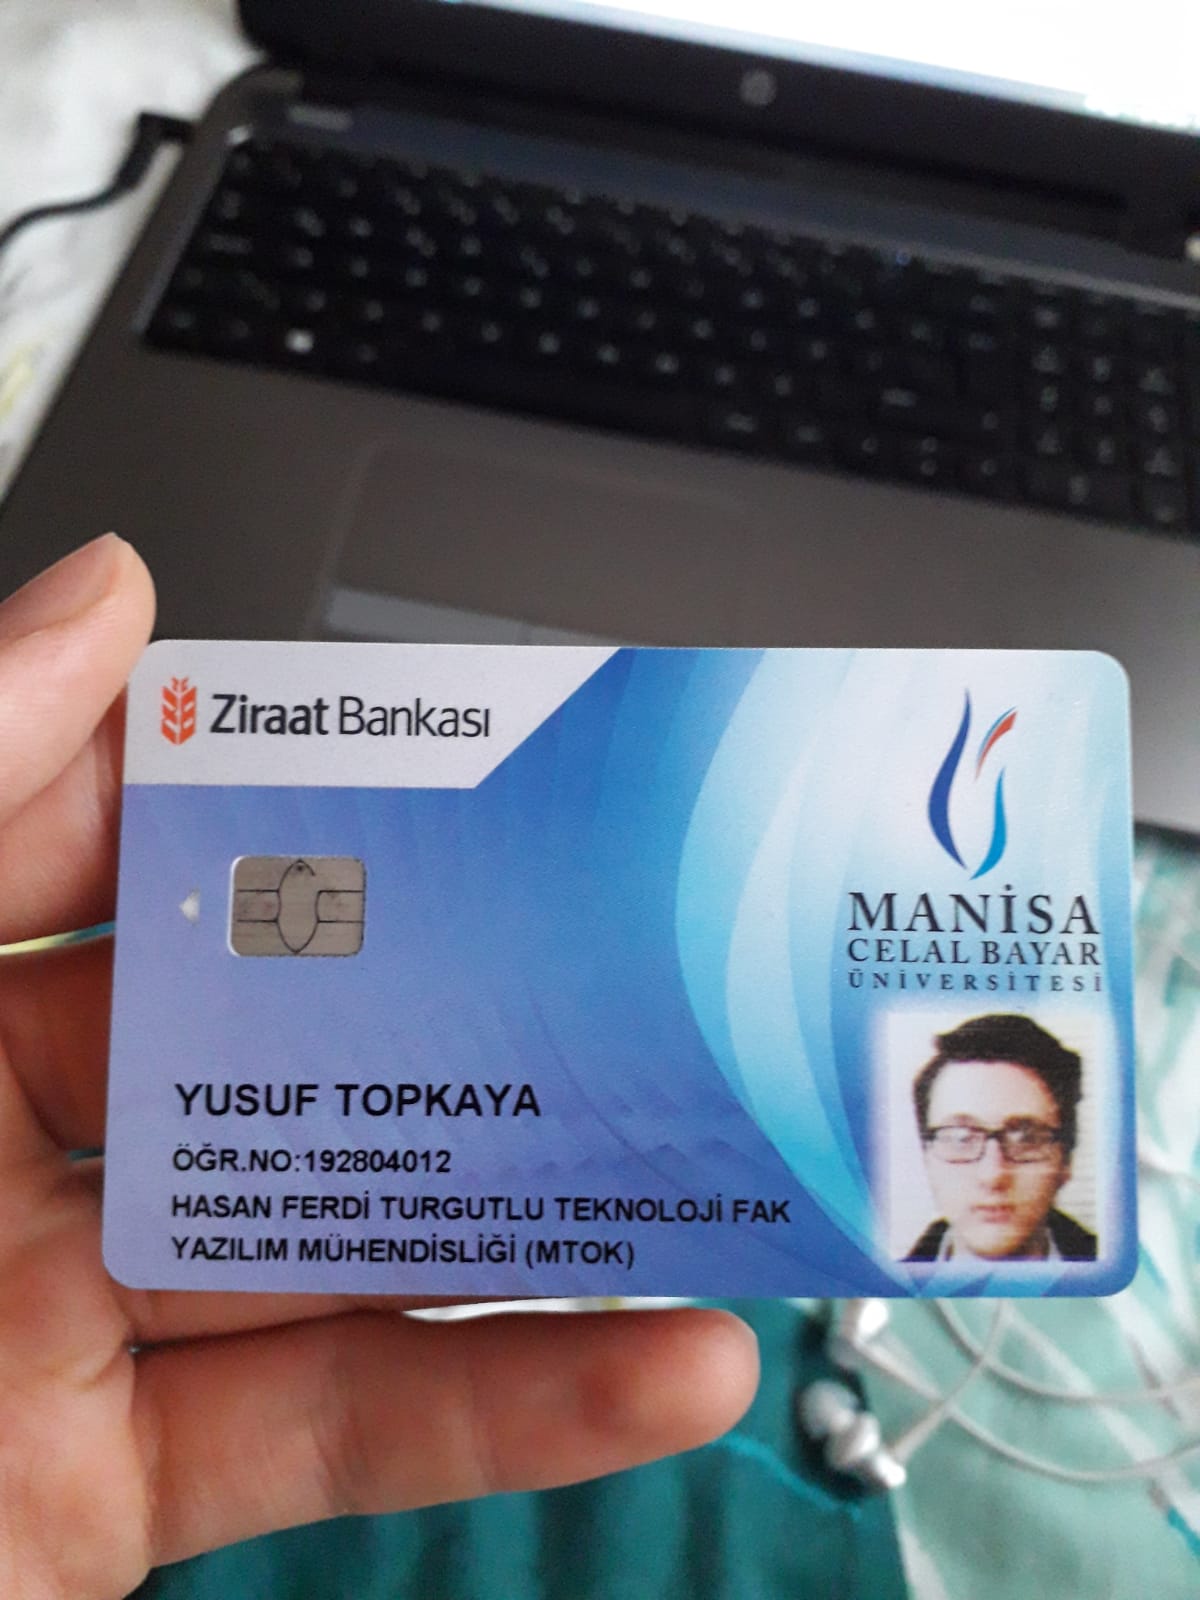 Ziraat Bankası
MANİSA
CELAL BAYAR
ÜNİVERSİTESİ
YUSUF TOPKAYA
ÖĞR.NO:192804012
HASAN FERDİ TURGUTLU TEKNOLOJİ FAK
YAZILIM MÜHENDİSLİĞİ (MTOK)